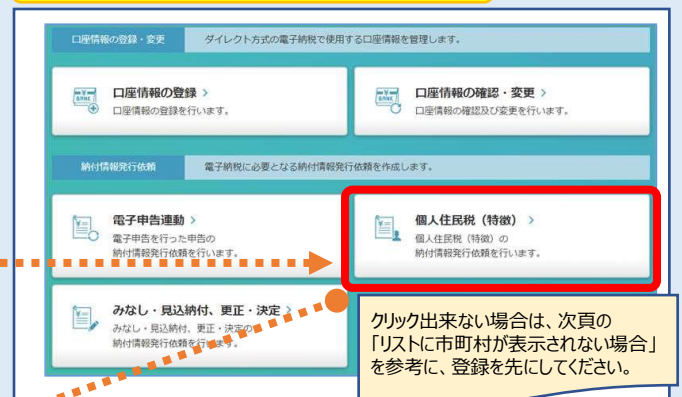 口座情報の登録・変更 ダイレクト方式の電子納税で使用する口座情報を管理します。
口座情報の登録 >
口座情報の登録を行います。
口座情報の確認・変更 >
口座情報の確認及び変更を行います。
納付情報発行依頼 電子納税に必要となる納付情報発行依頼を作成します。
電子申告連動 >
電子申告を行った申告の
納付情報発行依頼を行います。
個人住民税（特徴） >
個人住民税（特徴）の
納付情報発行依頼を行います。
みなし・見込納付、更正・決定 >
みなし・見込納付、更正・決定の
納付情報発行依頼を行います。
クリック出来ない場合は、次頁の
「リストに市町村が表示されない場合」
を参考に、登録を先にしてください。